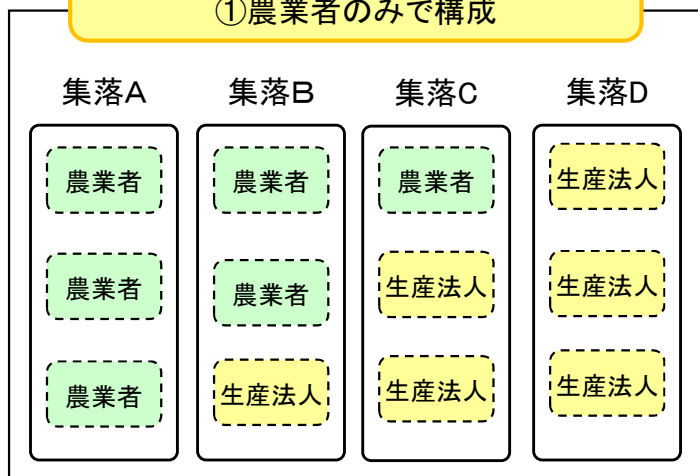 ①農業者のみで構成
集落A 集落B 集落C 集落D
農業者 農業者 農業者 生産法人
農業者 農業者 生産法人 生産法人
農業者 生産法人 生産法人 生産法人